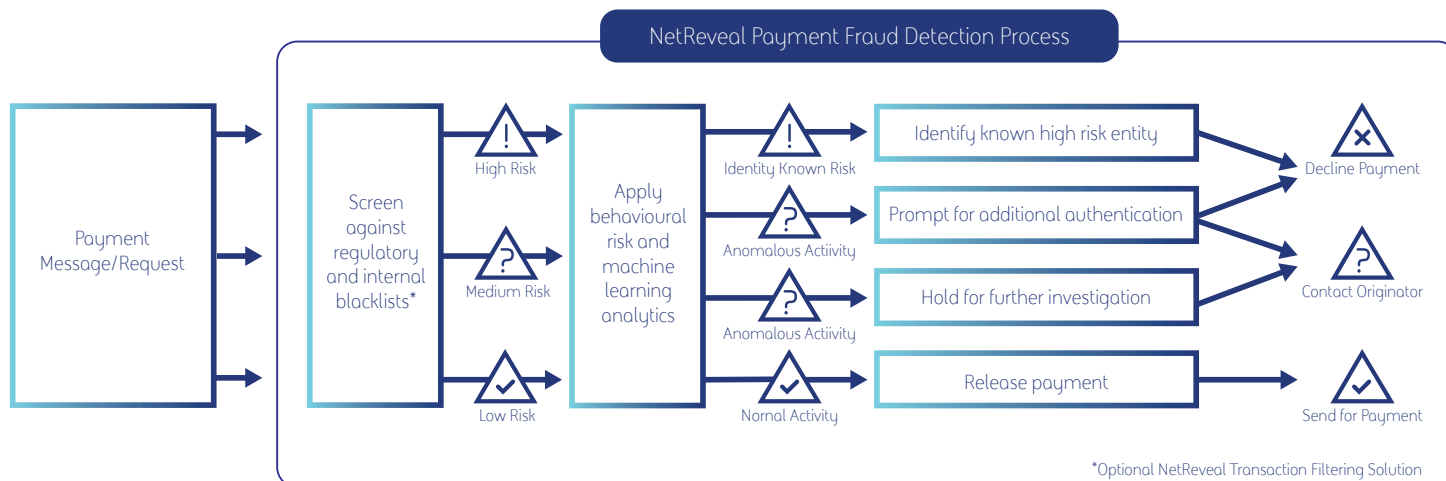 NetReveal Payment Fraud Detection Process
Payment
Message/Request
Screen
against
regulatory
and internal
blacklists*
High Risk
Medium Risk
Low Risk
Apply
behavioural
risk and
machine
learning
analytics
Identity Known Risk
Anomalous Actiivity
Anomalous Actiivity
Nornal Activity
Identify known high risk entity
Prompt for additional authentication
Hold for further investigation
Release payment
Decline Payment
Contact Originator
Send for Payment
*Optional NetReveal Transaction Filtering Solution